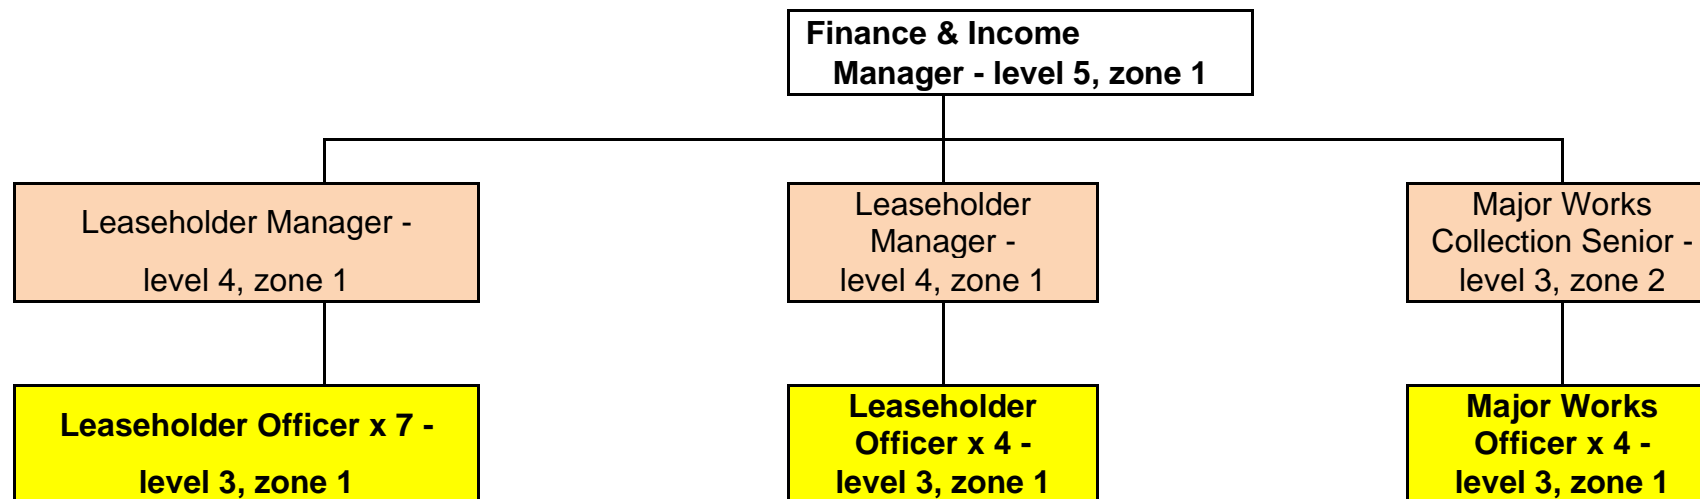 Finance & Income
Manager - level 5, zone 1
Leaseholder Manager -
level 4, zone 1
Leaseholder
Manager -
level 4, zone 1
Major Works
Collection Senior -
level 3, zone 2
Leaseholder Officer x 7 -
level 3, zone 1
Leaseholder
Officer x 4 -
level 3, zone 1
Major Works
Officer x 4 -
level 3, zone 1